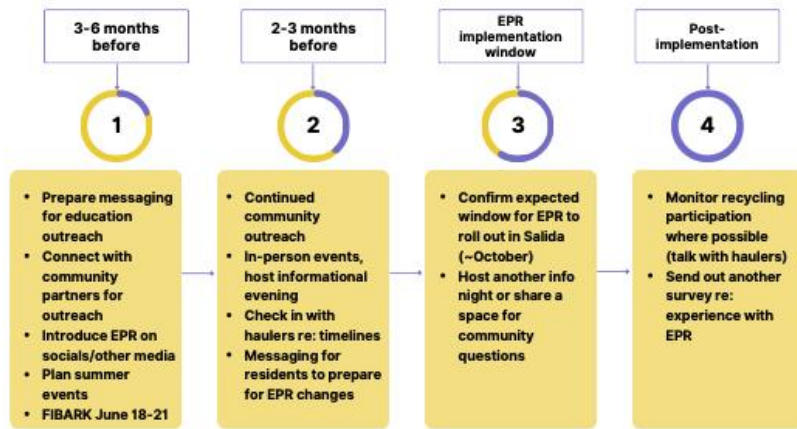 3-6 months
before
2-3 months
before
EPR
implementation
window
Post-
implementation
1
2
3
4
• Prepare messaging
for education
outreach
• Connect with
community
partners for
outreach
• Introduce EPR on
socials/other media
• Plan summer
events
• FIBARK June 18-21
• Continued
community
outreach
• In-person events,
host informational
evening
• Check in with
haulers re: timelines
• Messaging for
residents to prepare
for EPR changes
• Confirm expected
window for EPR to
roll out in Salida
(~October)
• Host another info
night or share a
space for
community
questions
• Monitor recycling
participation
where possible
(talk with haulers)
• Send out another
survey re:
experience with
EPR